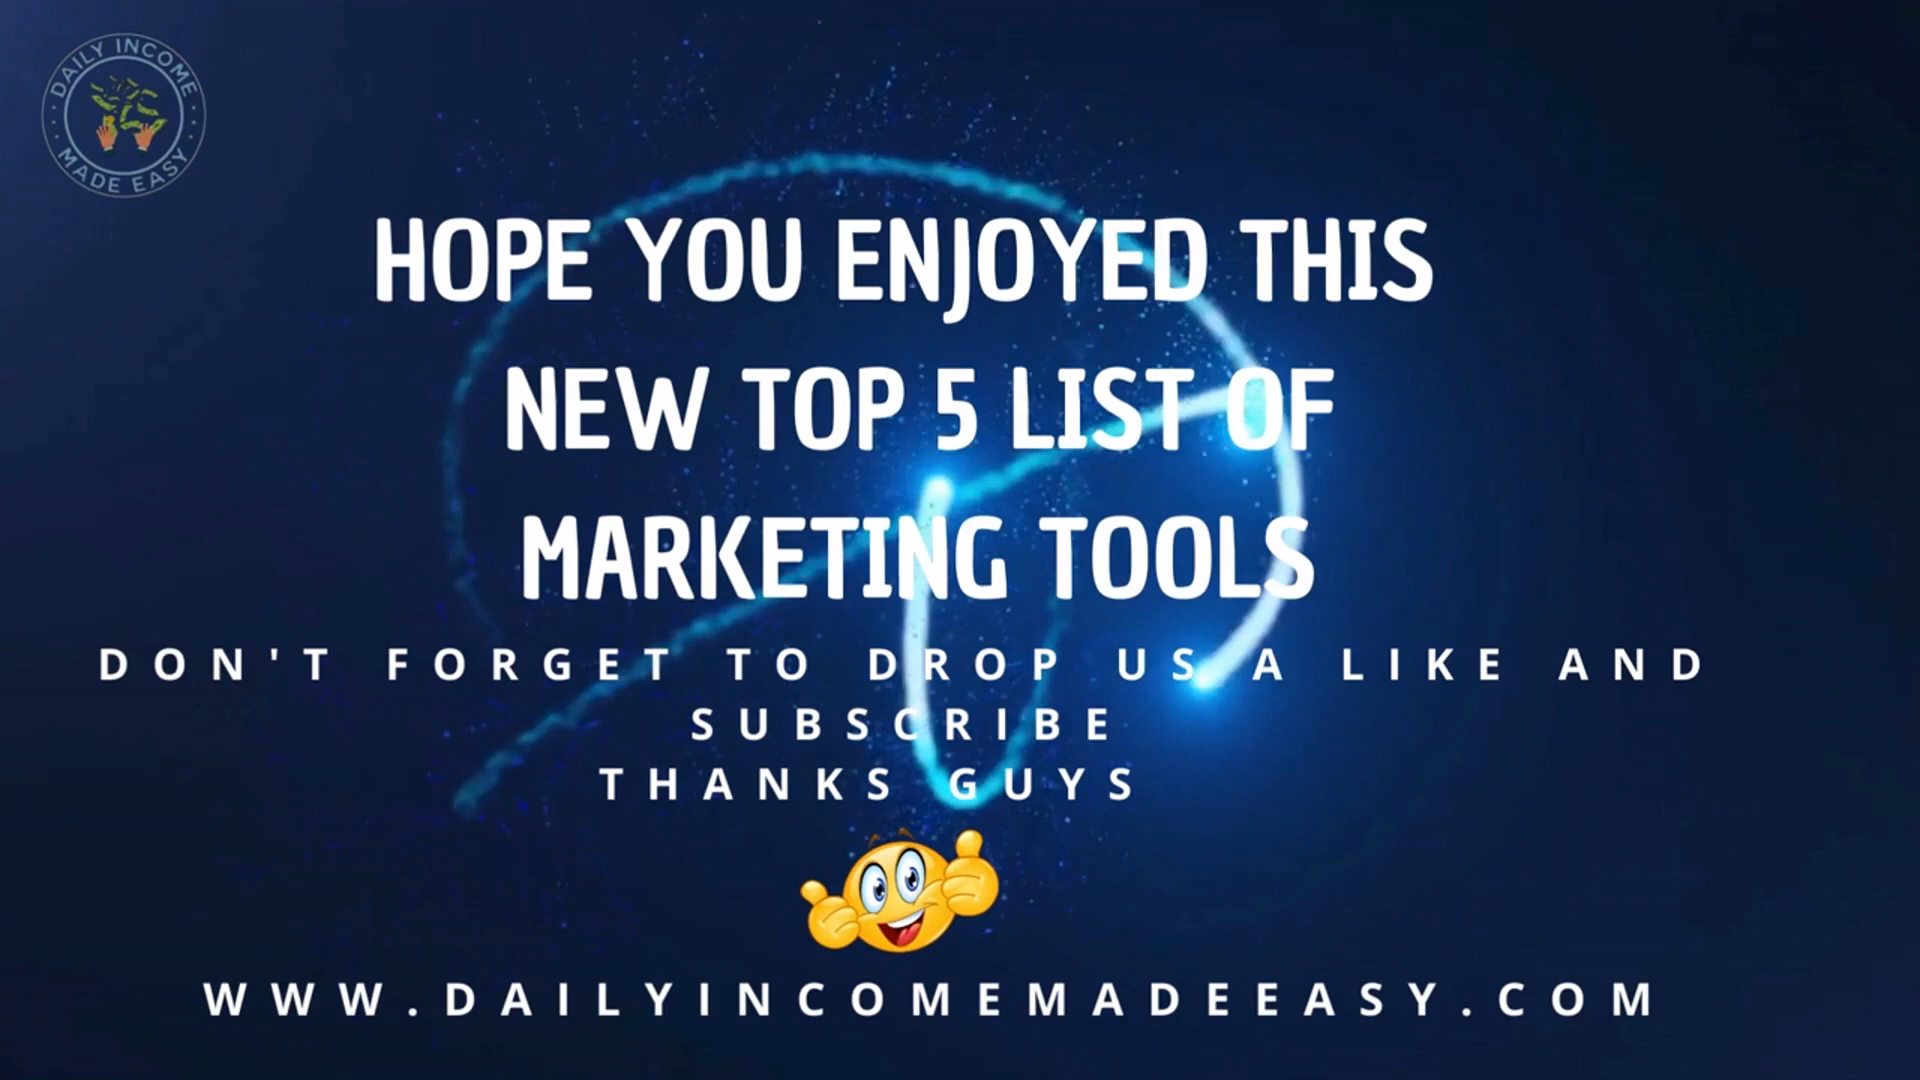 DAILY INCOME
MADE EASY
HOPE YOU ENJOYED THIS
NEW TOP 5 LIST OF
MARKETING TOOLS
DON'T FORGET TO DROP US A LIKE AND
SUBSCRIBE
THANKS GUYS
WWW.DAILYINCOMEMADEEASY.COM